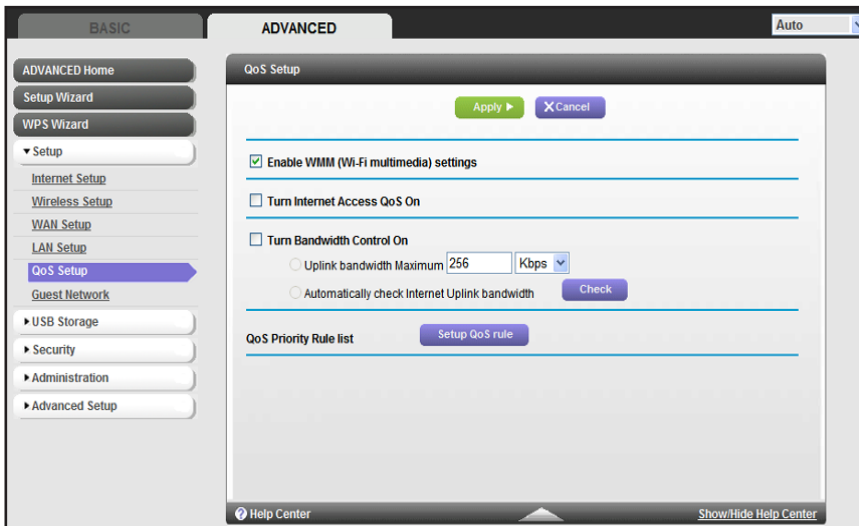 BASIC
ADVANCED
Auto
ADVANCED Home
Setup Wizard
WPS Wizard
Setup
Internet Setup
Wireless Setup
WAN Setup
LAN Setup
QoS Setup
Guest Network
USB Storage
Security
Administration
Advanced Setup
QoS Setup
Apply
X Cancel
Enable WMM (Wi-Fi multimedia) settings
Turn Internet Access QoS On
Turn Bandwidth Control On
Uplink bandwidth Maximum 256 Kbps
Automatically check Internet Uplink bandwidth Check
QoS Priority Rule list Setup QoS rule
? Help Center Show/Hide Help Center